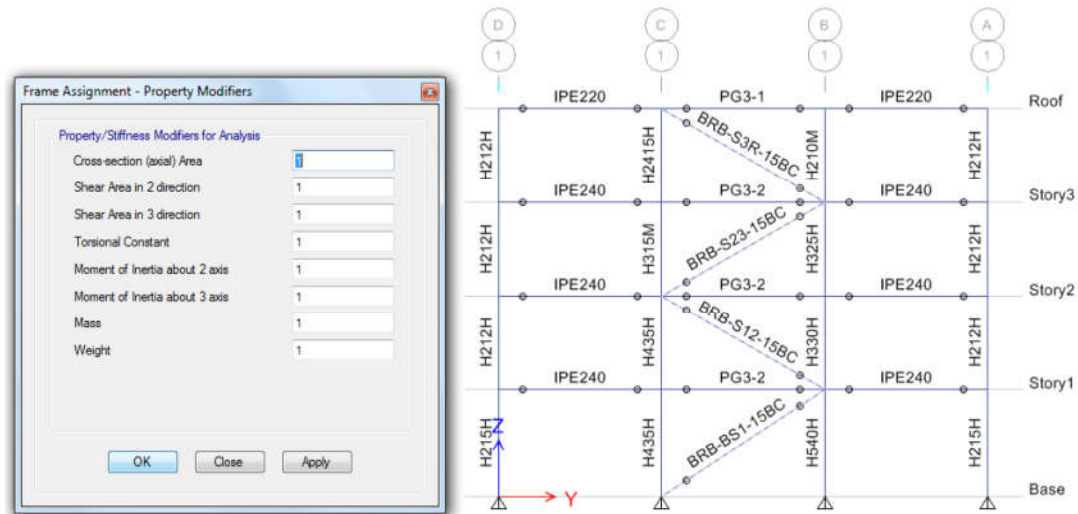 Frame Assignment - Property Modifiers
Property/Stiffness Modifiers for Analysis
Cross-section (axial) Area
1
Shear Area in 2 direction
1
Shear Area in 3 direction
1
Torsional Constant
1
Moment of Inertia about 2 axis
1
Moment of Inertia about 3 axis
1
Mass
1
Weight
1
OK
Close
Apply
D
C
B
A
1
1
1
1
IPE220
PG3-1
IPE220
Roof
H212H
H2415H
BRB-S3R-15BC
H210M
H212H
IPE240
PG3-2
IPE240
Story3
H212H
H315M
BRB-S23-15BC
H325H
H212H
IPE240
PG3-2
IPE240
Story2
H212H
H435H
BRB-S12-15BC
H330H
H212H
IPE240
PG3-2
IPE240
Story1
H215H
Z
H435H
BRB-BS1-15BC
H540H
H215H
Y
Base